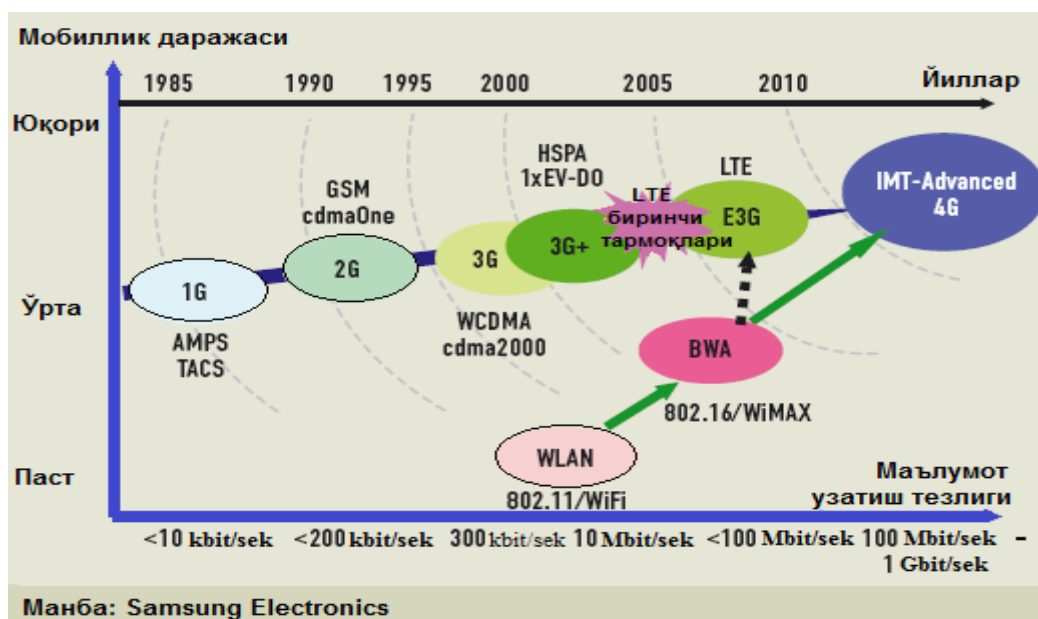 Мобиллик даражаси
1985 1990 1995 2000 2005 2010 Йиллар
Юқори
HSPA
1xEV-DO
LTE
GSM
cdmaOne
IMT-Advanced
4G
LTE
биринчи
тармоқлари
E3G
3G+
3G
2G
1G
Ўрта
AMPS
TACS
WCDMA
cdma2000
BWA
802.16/WiMAX
WLAN
802.11/WiFi
Паст
Маълумот
узатиш тезлиги
<10 kbit/sek <200 kbit/sek 300 kbit/sek 10 Mbit/sek <100 Mbit/sek 100 Mbit/sek –
1 Gbit/sek
Манба: Samsung Electronics